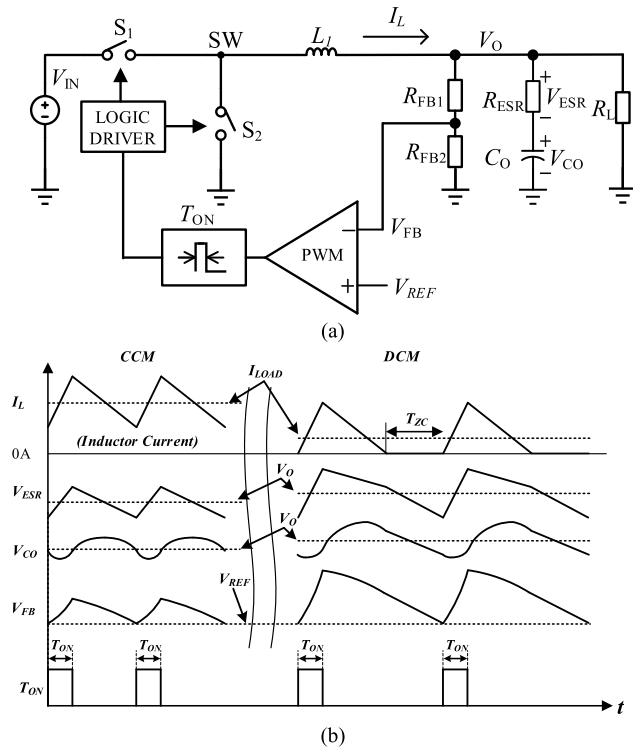 S1 SW L1 IL VO
VIN
LOGIC
DRIVER
S2
RFB1
RFB2
RESR
VESR
CO
VCO
RL
TON
PWM
−
+
VFB
VREF
(a)
CCM DCM
ILOAD
IL
(Inductor Current)
TZC
0A
VESR
VO
VO
VCO
VREF
VFB
TON TON TON TON
TON
t
(b)